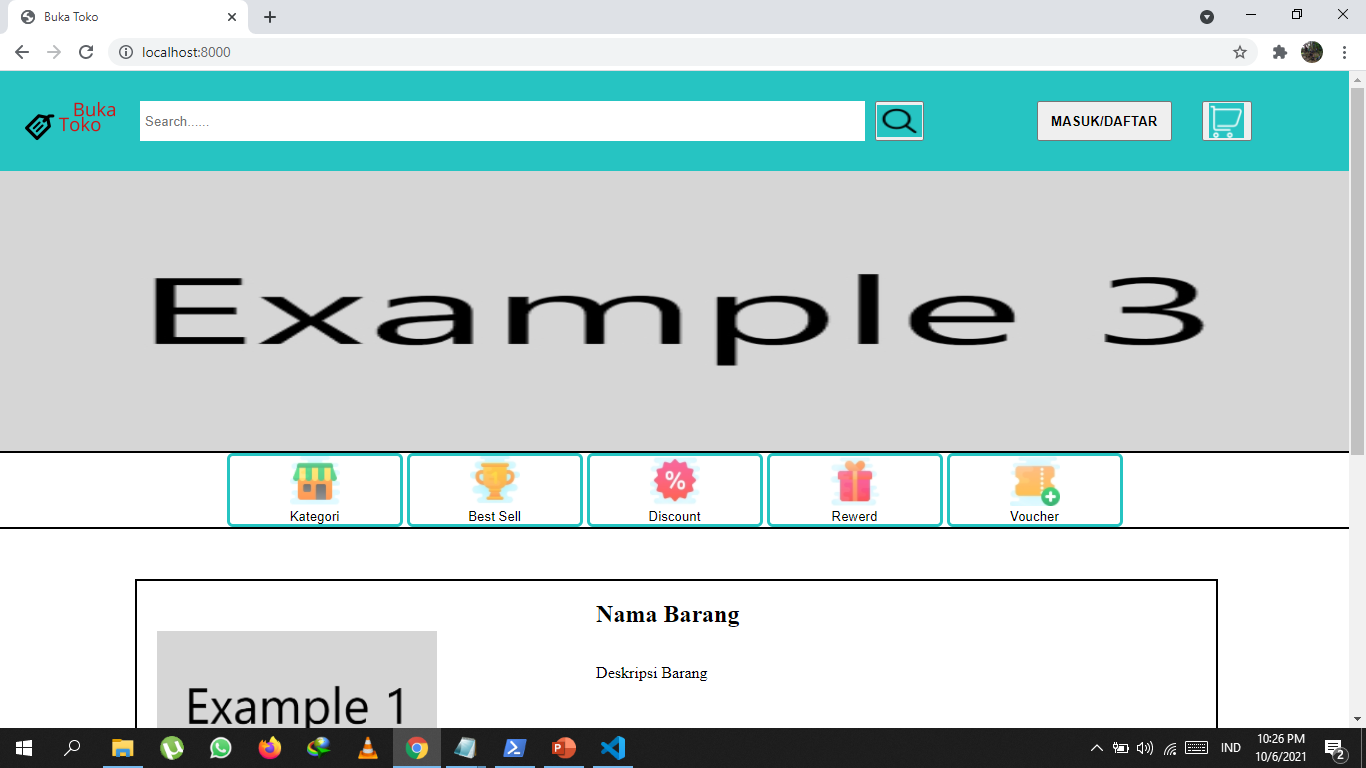 Buka Toko
localhost:8000
Buka
Toko
Search......
MASUK/DAFTAR
Example 3
%
Kategori
Best Sell
Discount
Rewerd
Voucher
Nama Barang
Example 1
Deskripsi Barang
IND
10:26 PM
10/6/2021
2